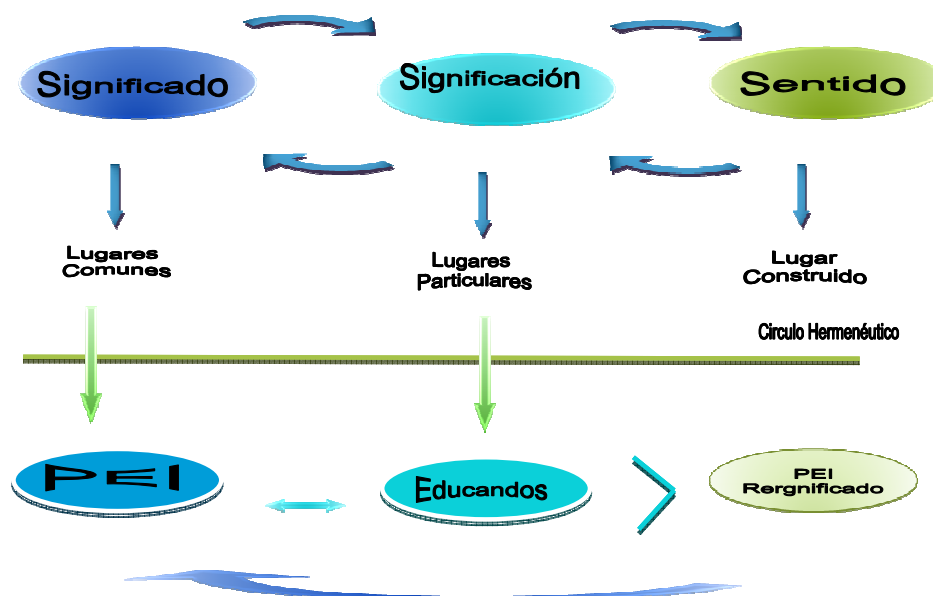 Significado
Significación
Sentido
Lugares
Comunes
Lugares
Particulares
Lugar
Construido
Circulo Hermenéutico
PEI
Educandos
PEI
Rergnificado